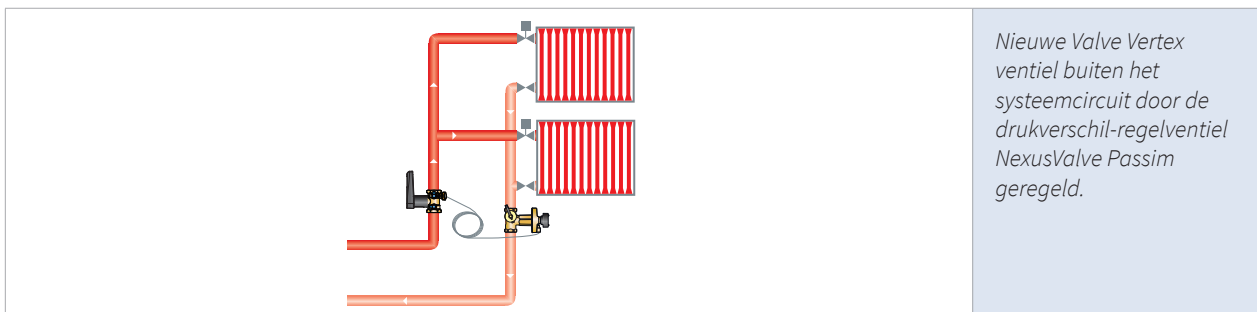 Nieuwe Valve Vertex
ventiel buiten het
systeemcircuit door de
drukverschil-regelventiel
NexusValve Passim
geregeld.